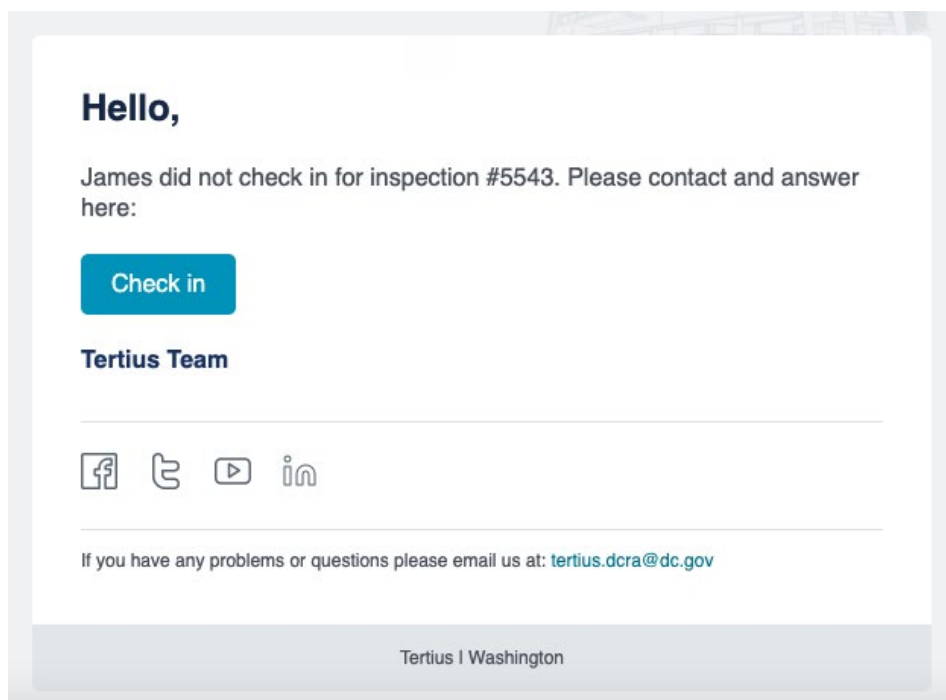 Hello,
James did not check in for inspection #5543. Please contact and answer
here:
Check in
Tertius Team
If you have any problems or questions please email us at: tertius.dcra@dc.gov
Tertius | Washington